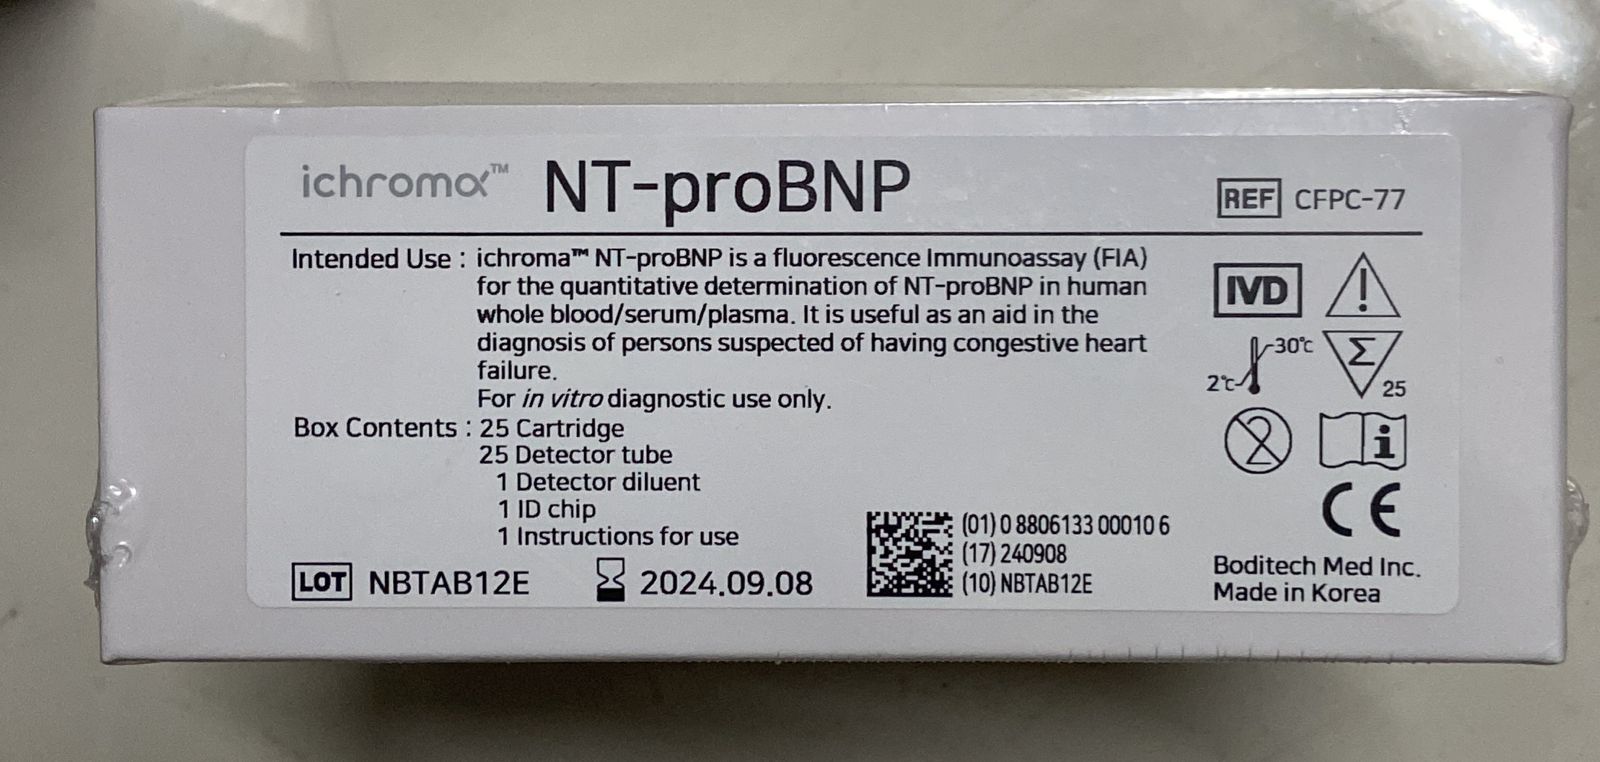 ichroma™ NT-proBNP
REF CFPC-77
Intended Use : ichroma™ NT-proBNP is a fluorescence Immunoassay (FIA)
for the quantitative determination of NT-proBNP in human
whole blood/serum/plasma. It is useful as an aid in the
diagnosis of persons suspected of having congestive heart
failure.
For in vitro diagnostic use only.
Box Contents : 25 Cartridge
25 Detector tube
1 Detector diluent
1 ID chip
1 Instructions for use
LOT NBTAB12E
2024.09.08
(01) 0 8806133 00010 6
(17) 240908
(10) NBTAB12E
IVD
2℃ 30℃
Σ 25
2
i
CE
Boditech Med Inc.
Made in Korea